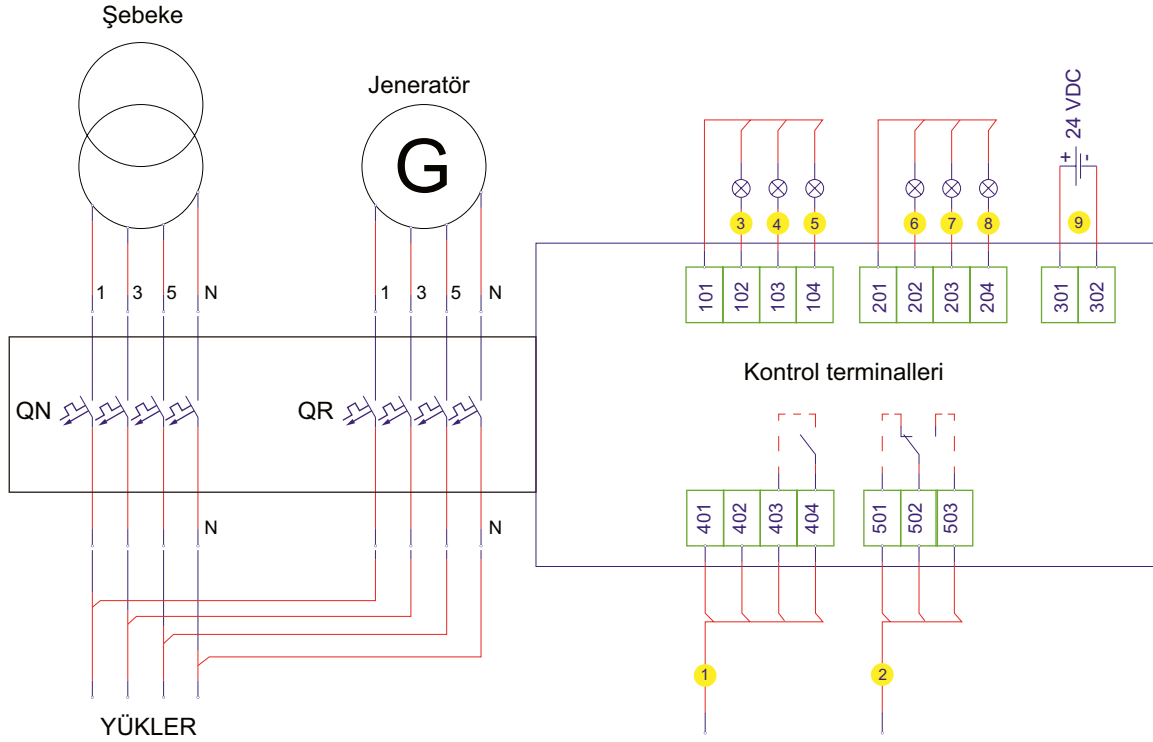 Şebeke
Jeneratör
G
24 VDC
+ -
3 4 5 6 7 8 9
1 3 5 N 1 3 5 N
101 102 103 104 201 202 203 204 301 302
Kontrol terminalleri
QN QR
401 402 403 404 501 502 503
N N
1 2
YÜKLER